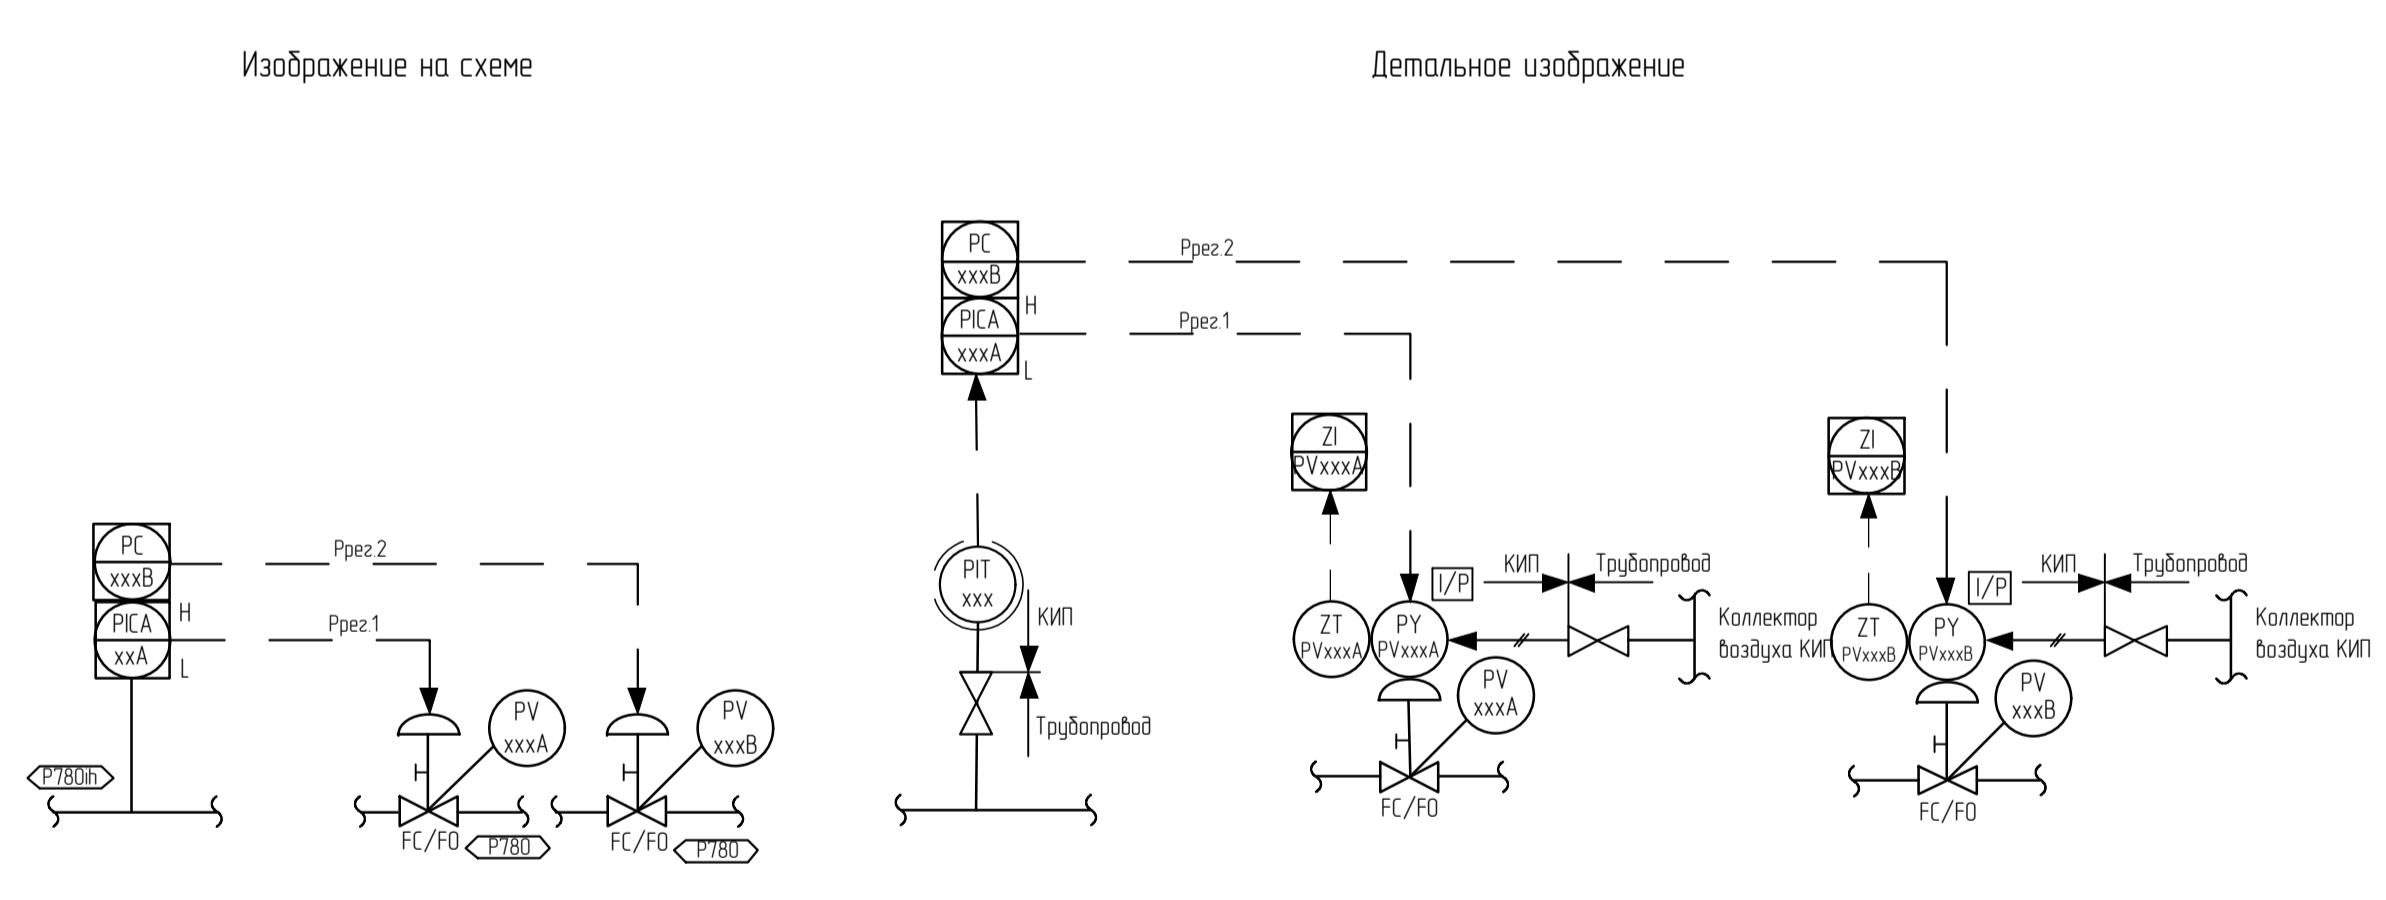 Изображение на схеме
Детальное изображение
PC
xxxB
PICA
xxA
H
L
Pрег.2
Pрег.1
PV
xxxA
PV
xxxB
P780ih
FC/FO
P780
FC/FO
P780
PC
xxxB
PICA
xxxA
H
L
Pрег.2
Pрег.1
PIT
xxx
КИП
Трубопровод
ZI
PVxxxA
ZT
PVxxxA
PY
PVxxxA
I/P
КИП
Трубопровод
Коллектор
воздуха КИП
PV
xxxA
FC/FO
ZI
PVxxxB
ZT
PVxxxB
PY
PVxxxB
I/P
КИП
Трубопровод
Коллектор
воздуха КИП
PV
xxxB
FC/FO